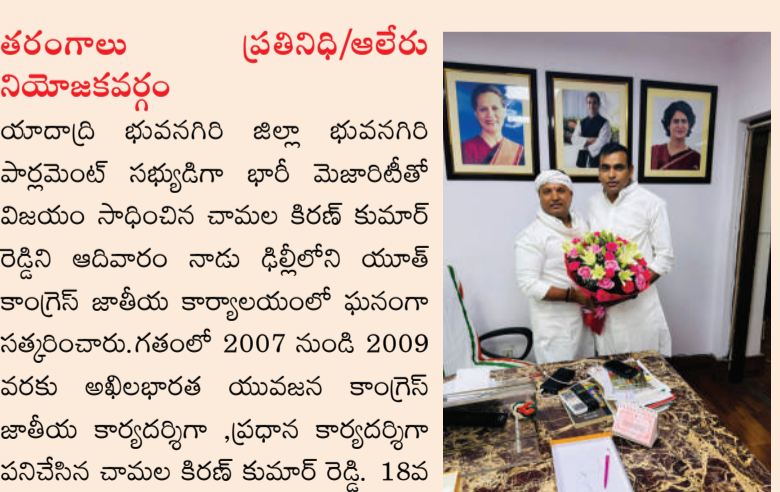 తరంగాలు ప్రతినిధి/ఆలేరు
నియోజకవర్గం
యాదాద్రి భువనగిరి జిల్లా భువనగిరి
పార్లమెంట్ సభ్యుడిగా భారీ మెజారిటీతో
విజయం సాధించిన చామల కిరణ్ కుమార్
రెడ్డిని ఆదివారం నాడు ఢిల్లీలోని యూత్
కాంగ్రెస్ జాతీయ కార్యాలయంలో ఘనంగా
సత్కరించారు.గతంలో 2007 నుండి 2009
వరకు అఖిలభారత యువజన కాంగ్రెస్
జాతీయ కార్యదర్శిగా ,ప్రధాన కార్యదర్శిగా
పనిచేసిన చామల కిరణ్ కుమార్ రెడ్డి. 18వ